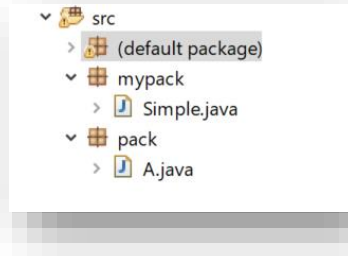 src
(default package)
mypack
Simple.java
pack
A.java